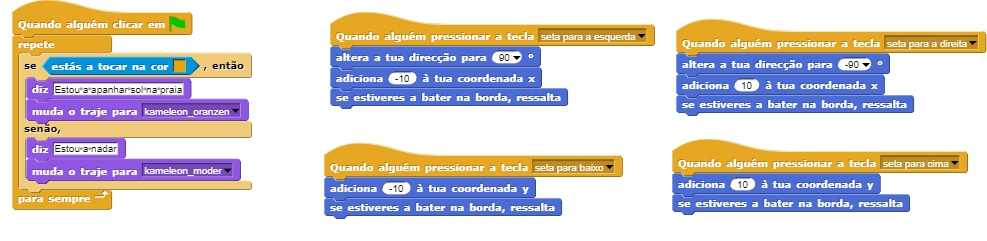 Quando alguém clicar em
repete
se estás a tocar na cor , então
diz Estou a apanhar sol na praia
muda o traje para kameleon_oranzen
senão,
diz Estou a nadar
muda o traje para kameleon_moder
para sempre
Quando alguém pressionar a tecla seta para a esquerda
altera a tua direcção para 90 º
adiciona -10 à tua coordenada x
se estiveres a bater na borda, ressalta
Quando alguém pressionar a tecla seta para a direita
altera a tua direcção para -90 º
adiciona 10 à tua coordenada x
se estiveres a bater na borda, ressalta
Quando alguém pressionar a tecla seta para baixo
adiciona -10 à tua coordenada y
se estiveres a bater na borda, ressalta
Quando alguém pressionar a tecla seta para cima
adiciona 10 à tua coordenada y
se estiveres a bater na borda, ressalta